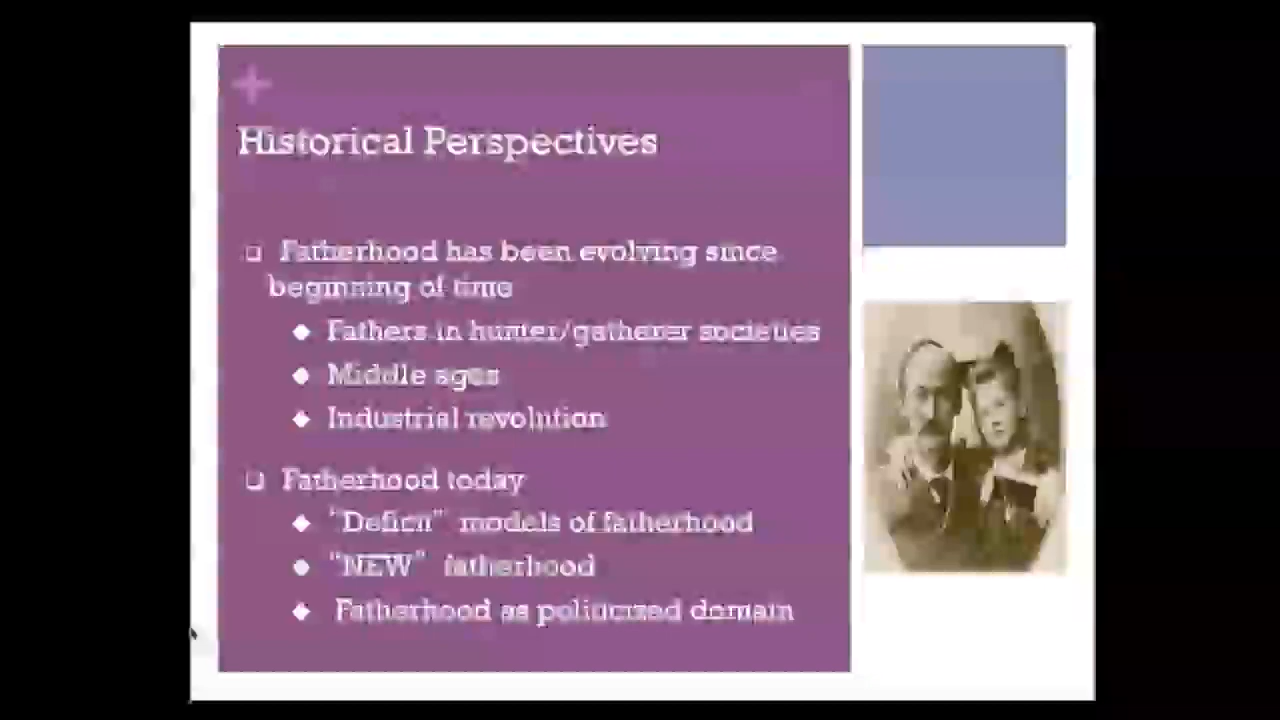 +
Historical Perspectives
❑ Fatherhood has been evolving since
beginning of time
◆ Fathers in hunter/gatherer societies
◆ Middle ages
◆ Industrial revolution
❑ Fatherhood today
◆ "Deficit" models of fatherhood
◆ "NEW" fatherhood
◆ Fatherhood as politicized domain